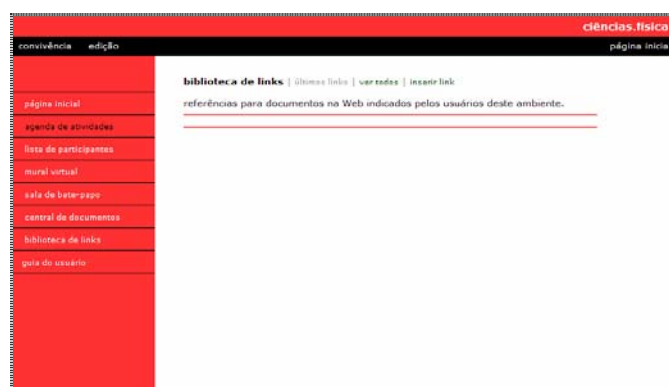 ciências.física
convivência edição página inicia
biblioteca de links | últimos links | ver todos | inserir link
referências para documentos na Web indicados pelos usuários deste ambiente.
página inicial
agenda de atividades
lista de participantes
mural virtual
sala de bate-papo
central de documentos
biblioteca de links
guia do usuário